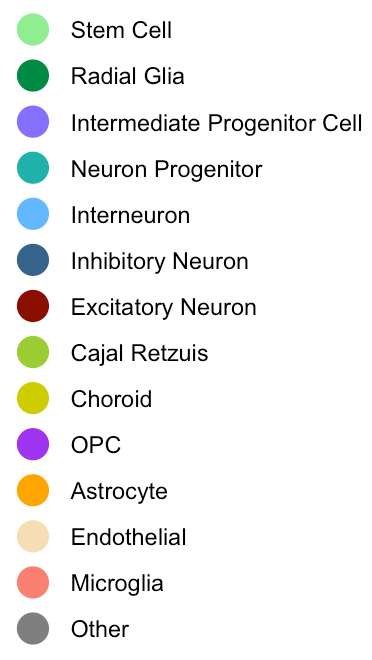 Stem Cell
Radial Glia
Intermediate Progenitor Cell
Neuron Progenitor
Interneuron
Inhibitory Neuron
Excitatory Neuron
Cajal Retzuis
Choroid
OPC
Astrocyte
Endothelial
Microglia
Other